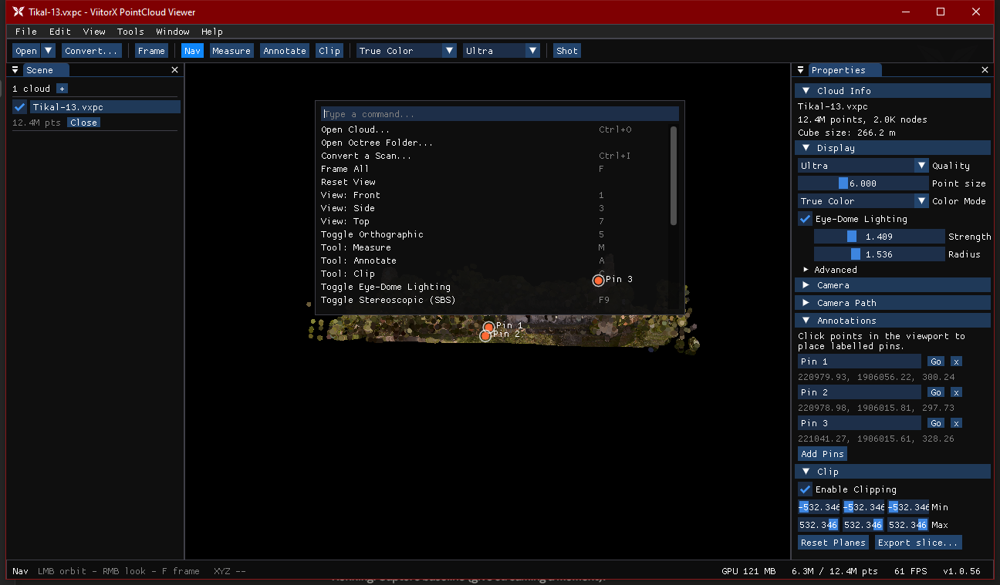 Tikal-13.vxpc - ViitorX PointCloud Viewer
File Edit View Tools Window Help
Open Convert... Frame Nav Measure Annotate Clip True Color Ultra Shot
Scene
1 cloud +
Tikal-13.vxpc
12.4M pts Close
Type a command...
Open Cloud... Ctrl+O
Open Octree Folder...
Convert a Scan... Ctrl+I
Frame All F
Reset View
View: Front 1
View: Side 3
View: Top 7
Toggle Orthographic 5
Tool: Measure M
Tool: Annotate A
Tool: Clip C
Toggle Eye-Dome Lighting
Toggle Stereoscopic (SBS) F9
Pin 3
Pin 1
Pin 2
Properties
Cloud Info
Tikal-13.vxpc
12.4M points, 2.0K nodes
Cube size: 266.2 m
Display
Ultra Quality
6.000 Point size
True Color Color Mode
Eye-Dome Lighting
1.409 Strength
1.536 Radius
Advanced
Camera
Camera Path
Annotations
Click points in the viewport to
place labelled pins.
Pin 1 Go x
220979.93, 1906056.22, 300.24
Pin 2 Go x
220978.98, 1906015.81, 297.73
Pin 3 Go x
221041.27, 1906015.61, 328.26
Add Pins
Clip
Enable Clipping
-532.346 -532.346 -532.346 Min
532.346 532.346 532.346 Max
Reset Planes Export slice...
Nav LMB orbit - RMB look - F frame XYZ --
GPU 121 MB 6.3M / 12.4M pts 61 FPS v1.0.56